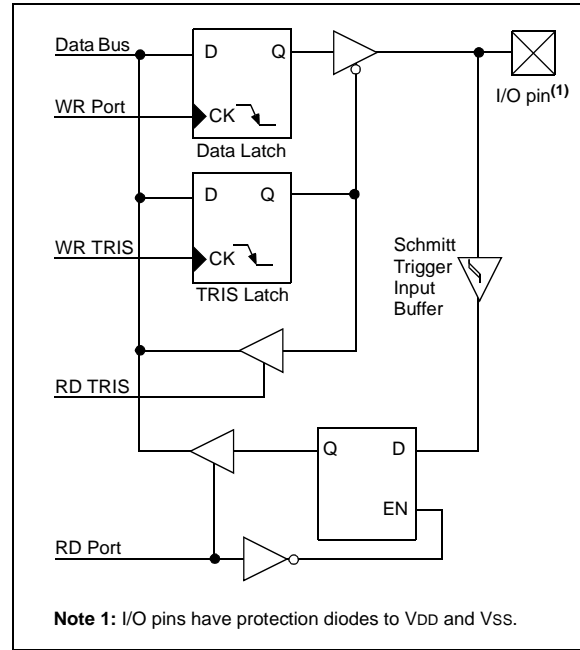 Data Bus
D Q
WR Port
CK
Data Latch
I/O pin(1)
D Q
WR TRIS
CK
TRIS Latch
Schmitt
Trigger
Input
Buffer
RD TRIS
Q D
EN
RD Port
Note 1: I/O pins have protection diodes to VDD and VSS.